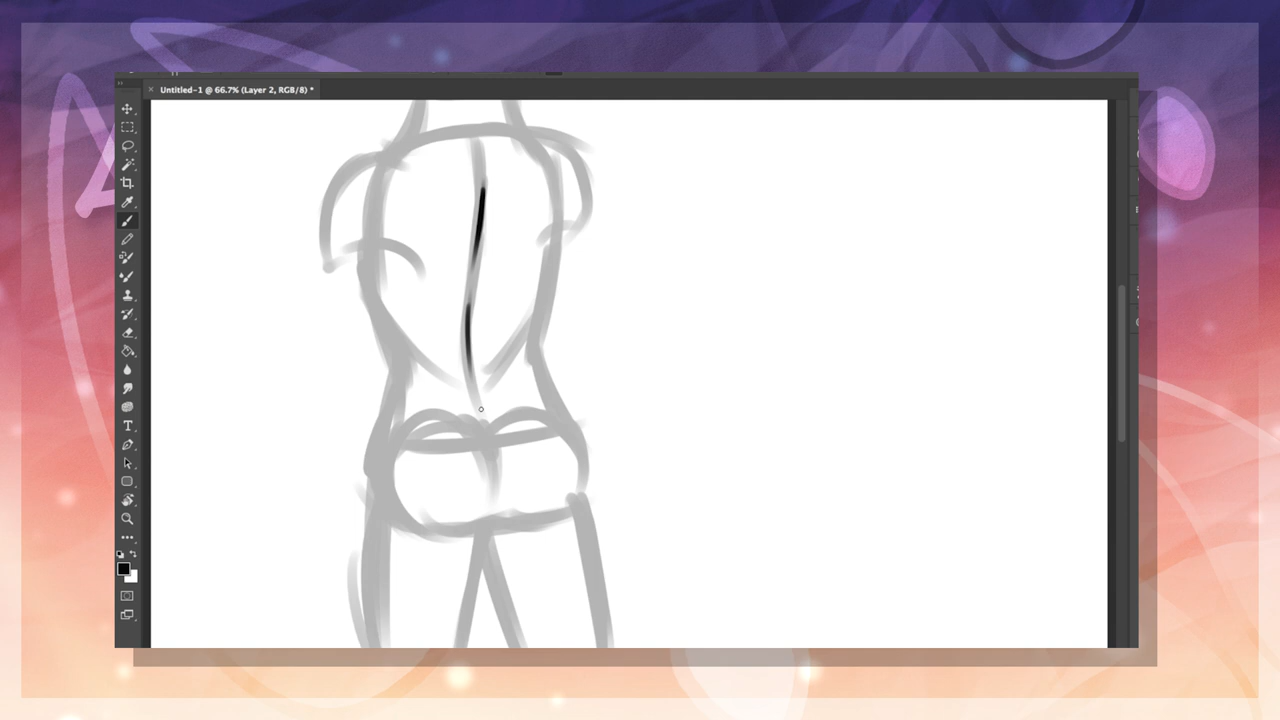 Untitled-1 @ 66.7% (Layer 2, RGB/8) *